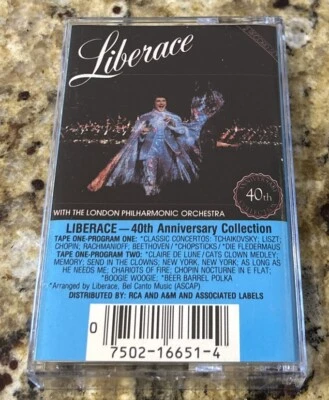 Liberace
40th
WITH THE LONDON PHILHARMONIC ORCHESTRA
LIBERACE — 40th Anniversary Collection
TAPE ONE-PROGRAM ONE: *CLASSIC CONCERTOS: TCHAIKOVSKY; LISZT;
CHOPIN; RACHMANIOFF; BEETHOVEN/*CHOPSTICKS/*DIE FLEDERMAUS
TAPE ONE-PROGRAM TWO: *CLAIRE DE LUNE/CATS CLOWN MEDLEY;
MEMORY; SEND IN THE CLOWNS; NEW YORK, NEW YORK; AS LONG AS
HE NEEDS ME; CHARIOTS OF FIRE; CHOPIN NOCTURNE IN E FLAT;
*BOOGIE WOOGIE; *BEER BARREL POLKA
*Arranged by Liberace, Bel Canto Music (ASCAP)
DISTRIBUTED BY: RCA AND A&M AND ASSOCIATED LABELS
0 7502-16651-4